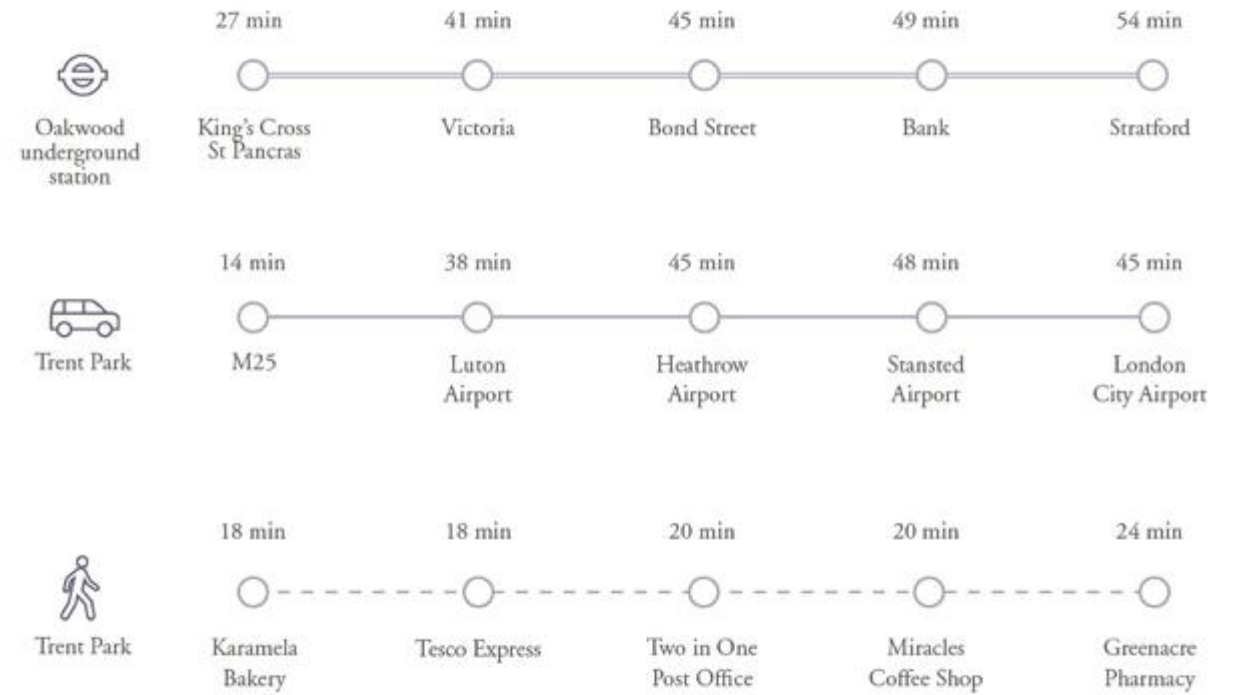 27 min 41 min 45 min 49 min 54 min
Oakwood
underground
station
King's Cross
St Pancras
Victoria
Bond Street
Bank
Stratford
14 min 38 min 45 min 48 min 45 min
Trent Park
M25
Luton
Airport
Heathrow
Airport
Stansted
Airport
London
City Airport
18 min 18 min 20 min 20 min 24 min
Trent Park
Karamela
Bakery
Tesco Express
Two in One
Post Office
Miracles
Coffee Shop
Greenacre
Pharmacy